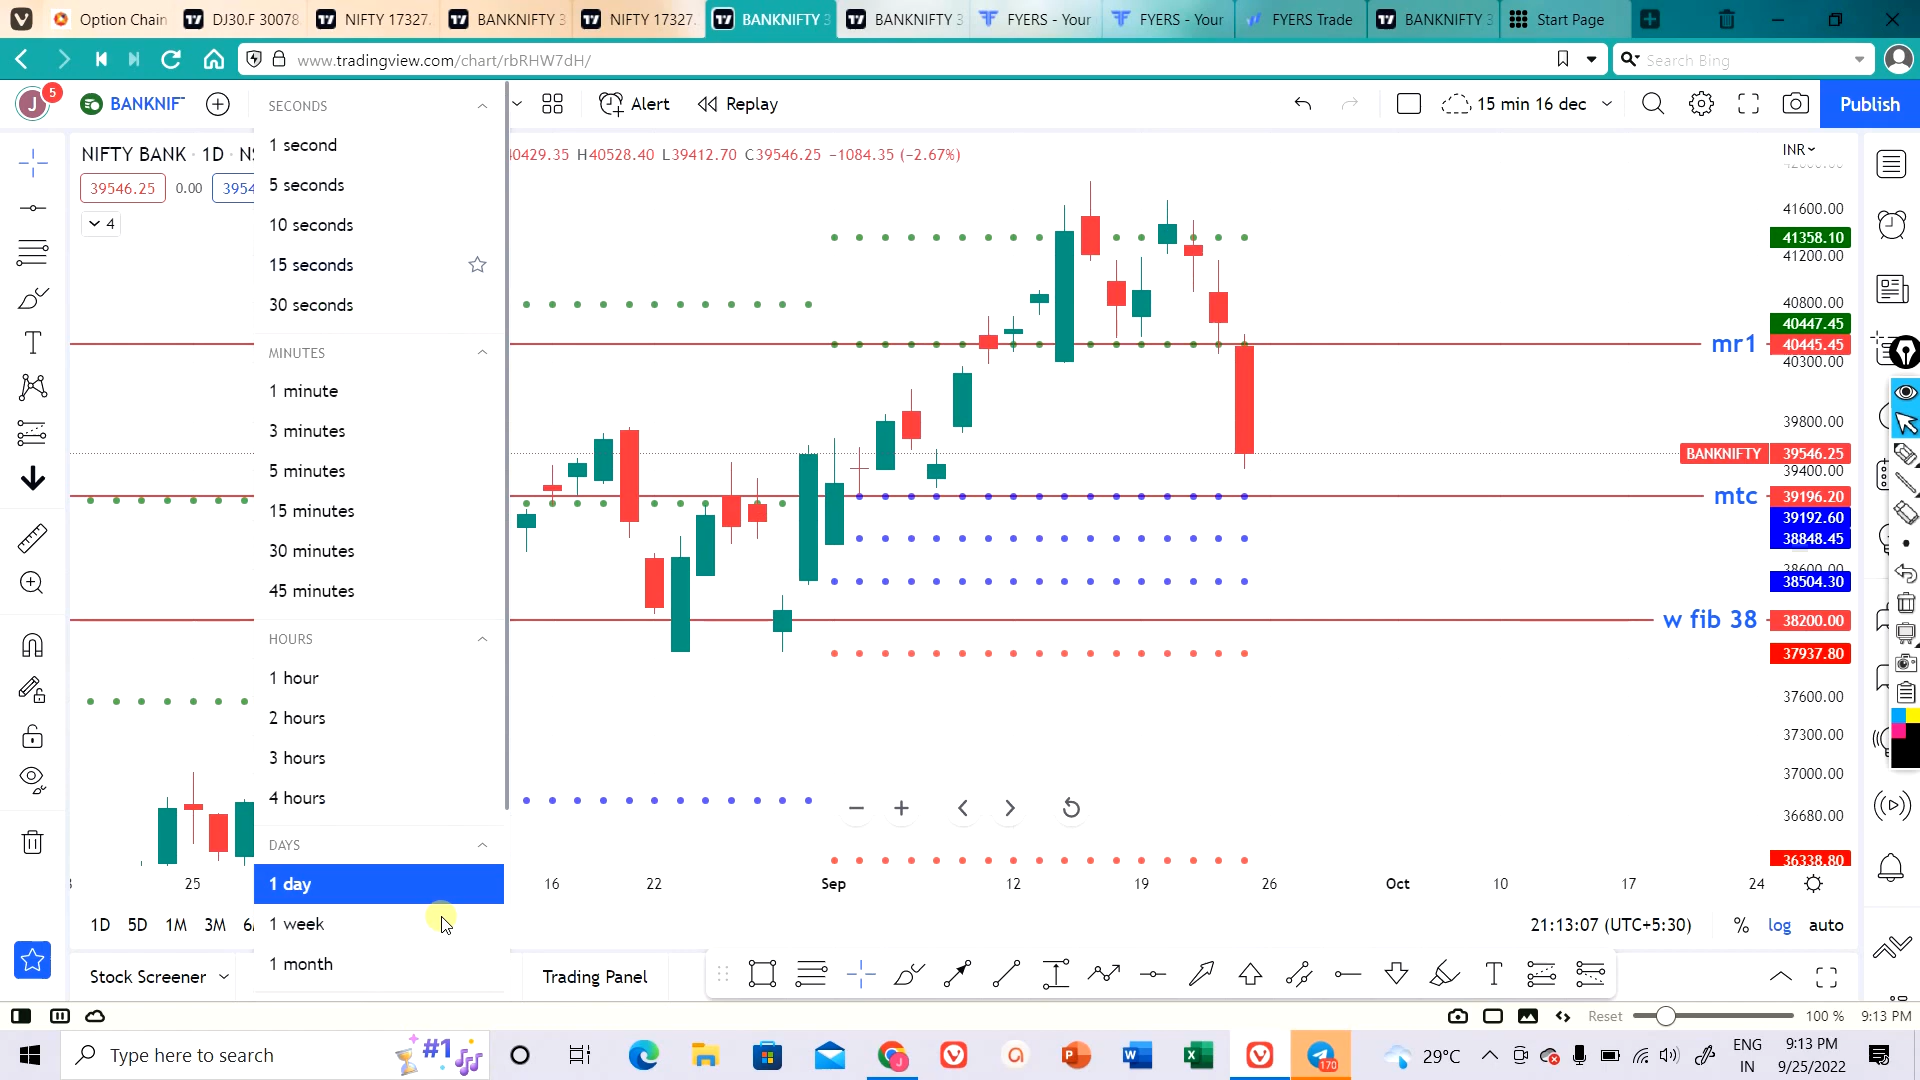 Option Chain
DJ30.F 30078
NIFTY 17327.
BANKNIFTY 3
NIFTY 17327.
BANKNIFTY 3
BANKNIFTY 3
FYERS - Your
FYERS - Your
FYERS Trade
BANKNIFTY 3
Start Page
www.tradingview.com/chart/rbRHW7dH/
Search Bing
J
5
BANKNIF
Alert
Replay
15 min 16 dec
Publish
NIFTY BANK · 1D · NS
40429.35 H40528.40 L39412.70 C39546.25 −1084.35 (−2.67%)
39546.25
0.00
3954
4
SECONDS
1 second
5 seconds
10 seconds
15 seconds
30 seconds
MINUTES
1 minute
3 minutes
5 minutes
15 minutes
30 minutes
45 minutes
HOURS
1 hour
2 hours
3 hours
4 hours
DAYS
1 day
1 week
1 month
INR
41600.00
41358.10
41200.00
40800.00
40447.45
mr1
40445.45
40300.00
39800.00
BANKNIFTY
39546.25
39400.00
mtc
39196.20
39192.60
38848.45
38600.00
38504.30
w fib 38
38200.00
37937.80
37600.00
37300.00
37000.00
36680.00
36338.80
25
16
22
Sep
12
19
26
Oct
10
17
24
1D
5D
1M
3M
21:13:07 (UTC+5:30)
%
log
auto
Stock Screener
Trading Panel
Reset
100 %
9:13 PM
Type here to search
#1
170
29°C
ENG
IN
9:13 PM
9/25/2022